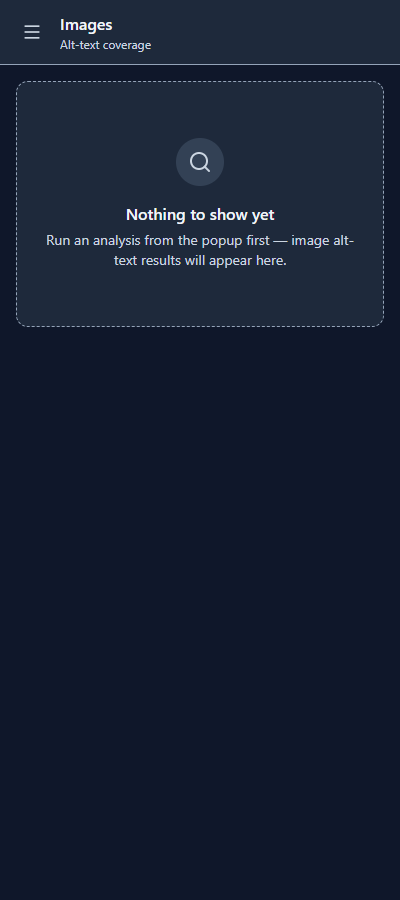 Images
Alt-text coverage
Nothing to show yet
Run an analysis from the popup first — image alt-
text results will appear here.